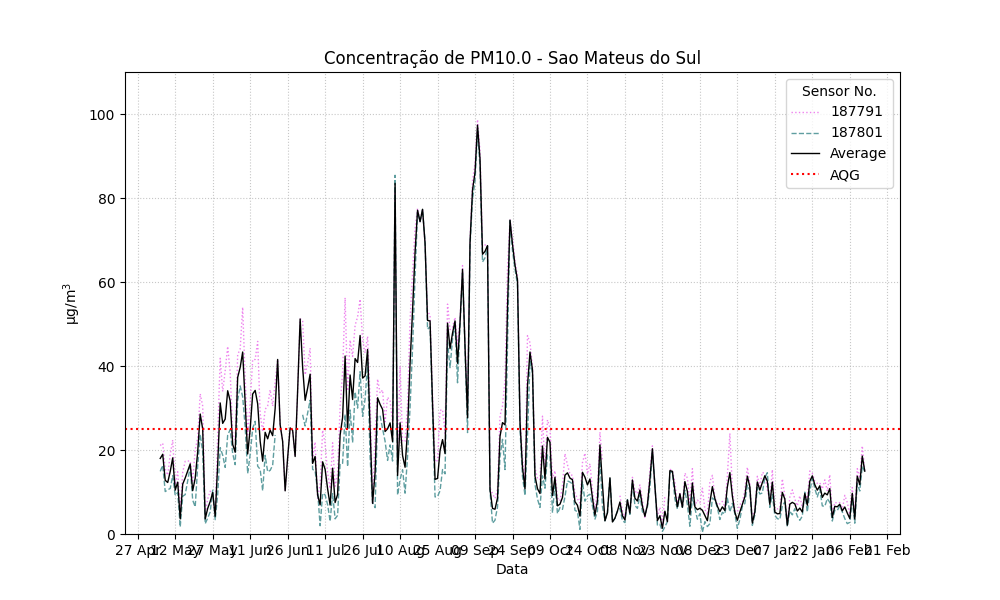 Concentração de PM10.0 - Sao Mateus do Sul
Sensor No.
187791
187801
Average
AQG
100
80
60
40
20
0
µg/m³
27 Apr 12 May 27 May 11 Jun 26 Jun 11 Jul 26 Jul 10 Aug 25 Aug 09 Sep 24 Sep 09 Oct 24 Oct 08 Nov 23 Nov 08 Dec 23 Dec 07 Jan 22 Jan 06 Feb 21 Feb
Data